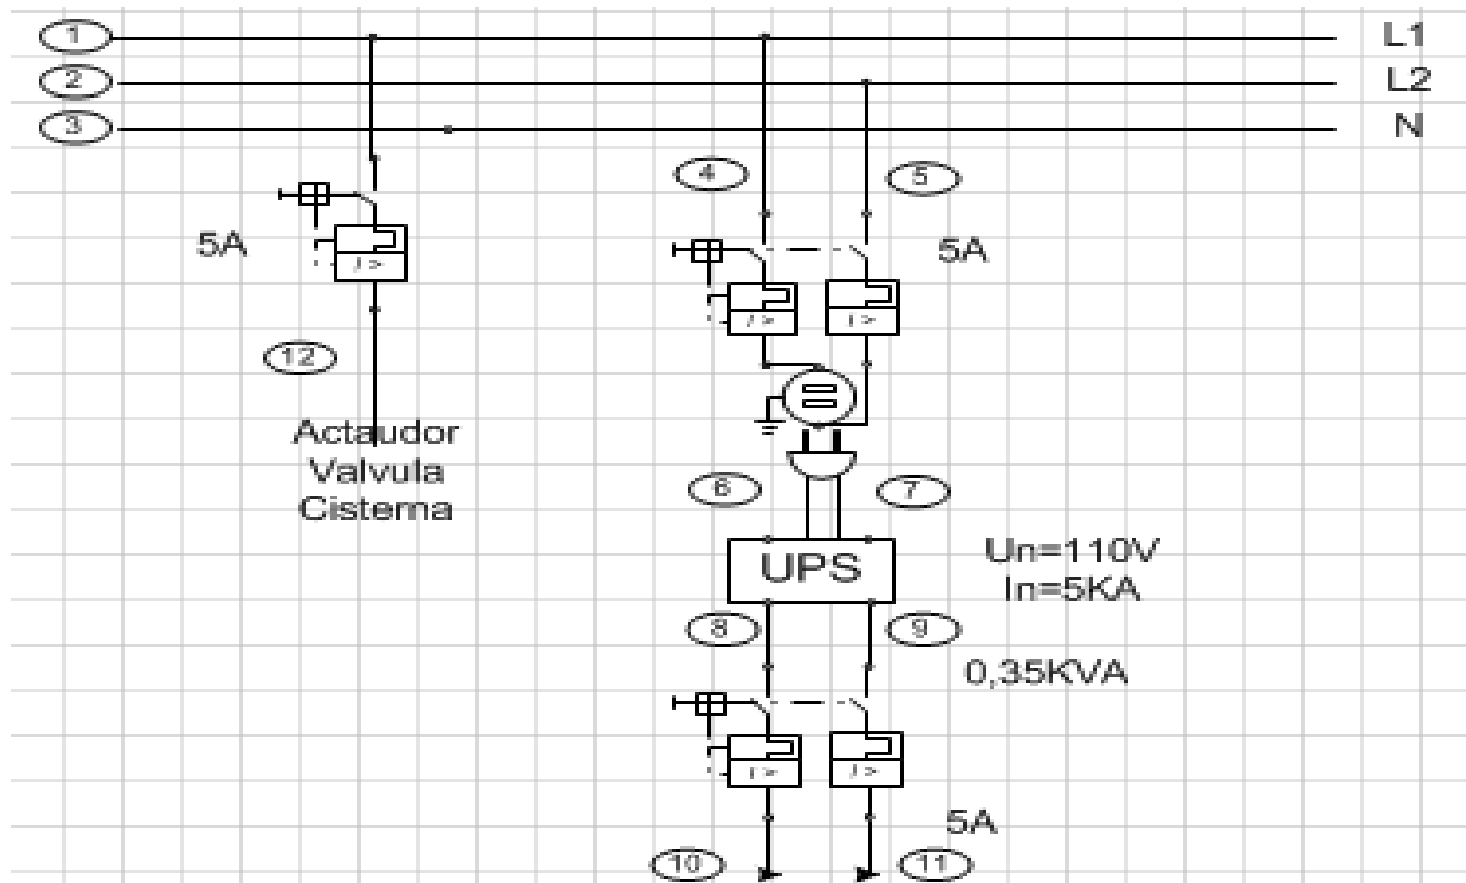 1
L1
2
L2
3
N
4
5
5A
I >
5A
I >
I >
12
Actaudor
Valvula
Cisterna
6
7
UPS
Un=110V
In=5KA
8
9
0,35KVA
I >
I >
5A
10
11